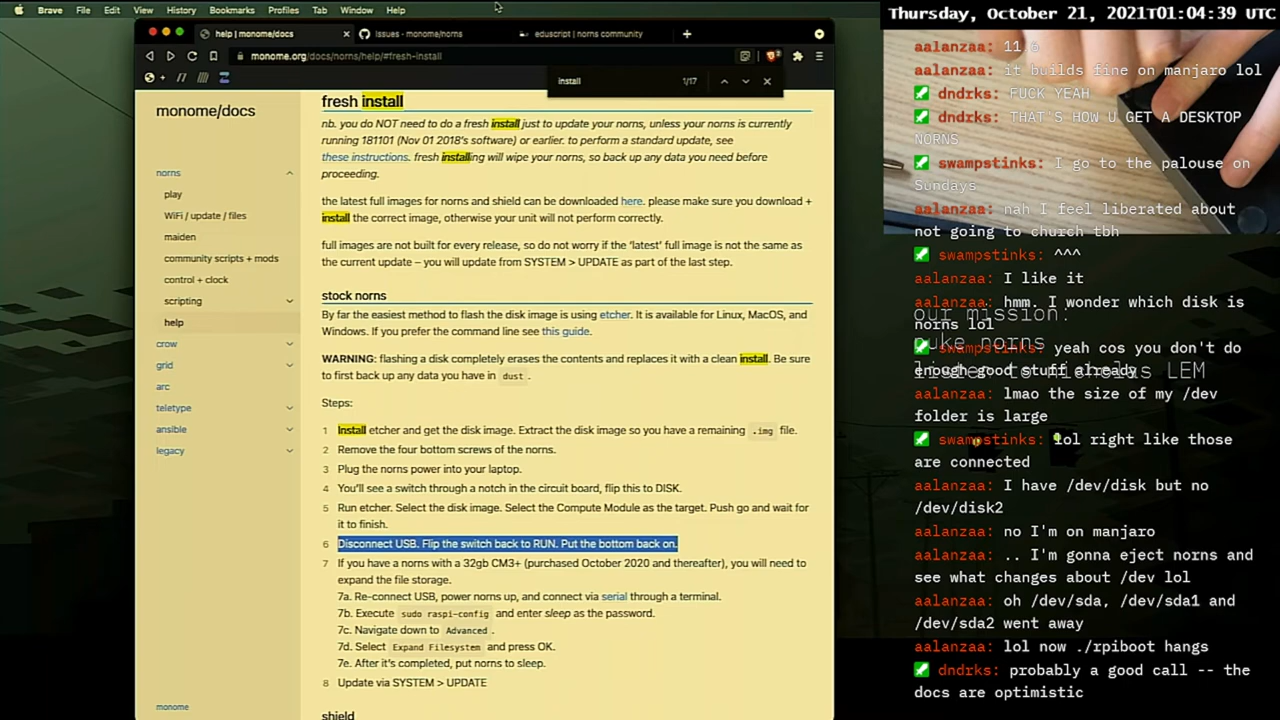 Brave File Edit View History Bookmarks Profiles Tab Window Help
Thursday, October 21, 2021T01:04:39 UTC
help | monome/docs
Issues · monome/norns
eduscript | norns community
monome.org/docs/norns/help/#fresh-install
install
1/17
monome/docs
norns
play
WiFi / update / files
maiden
community scripts + mods
control + clock
scripting
help
crow
grid
arc
teletype
ansible
legacy
monome
fresh install
nb. you do NOT need to do a fresh install just to update your norns, unless your norns is currently
running 181101 (Nov 01 2018's software) or earlier. to perform a standard update, see
these instructions. fresh installing will wipe your norns, so back up any data you need before
proceeding.
the latest full images for norns and shield can be downloaded here. please make sure you download +
install the correct image, otherwise your unit will not perform correctly.
full images are not built for every release, so do not worry if the 'latest' full image is not the same as
the current update – you will update from SYSTEM > UPDATE as part of the last step.
stock norns
By far the easiest method to flash the disk image is using etcher. It is available for Linux, MacOS, and
Windows. If you prefer the command line see this guide.
WARNING: flashing a disk completely erases the contents and replaces it with a clean install. Be sure
to first back up any data you have in dust.
Steps:
1 Install etcher and get the disk image. Extract the disk image so you have a remaining .img file.
2 Remove the four bottom screws of the norns.
3 Plug the norns power into your laptop.
4 You'll see a switch through a notch in the circuit board, flip this to DISK.
5 Run etcher. Select the disk image. Select the Compute Module as the target. Push go and wait for
it to finish.
6 Disconnect USB. Flip the switch back to RUN. Put the bottom back on.
7 If you have a norns with a 32gb CM3+ (purchased October 2020 and thereafter), you will need to
expand the file storage.
7a. Re-connect USB, power norns up, and connect via serial through a terminal.
7b. Execute sudo raspi-config and enter sleep as the password.
7c. Navigate down to Advanced.
7d. Select Expand Filesystem and press OK.
7e. After it's completed, put norns to sleep.
8 Update via SYSTEM > UPDATE
shield
aalanzaa: 11.6
aalanzaa: it builds fine on manjaro lol
dndrks: FUCK YEAH
dndrks: THAT'S HOW U GET A DESKTOP
NORNS
swampstinks: I go to the palouse on
Sundays
aalanzaa: nah I feel liberated about
not going to church tbh
swampstinks: ^^^
aalanzaa: I like it
aalanzaa: hmm. I wonder which disk is
norns lol
our mission:
puke norns
listen to nicholas LEM
swampstinks: yeah cos you don't do
enough good stuff already
aalanzaa: lmao the size of my /dev
folder is large
swampstinks: lol right like those
are connected
aalanzaa: I have /dev/disk but no
/dev/disk2
aalanzaa: no I'm on manjaro
aalanzaa: .. I'm gonna eject norns and
see what changes about /dev lol
aalanzaa: oh /dev/sda, /dev/sda1 and
/dev/sda2 went away
aalanzaa: lol now ./rpiboot hangs
dndrks: probably a good call -- the
docs are optimistic